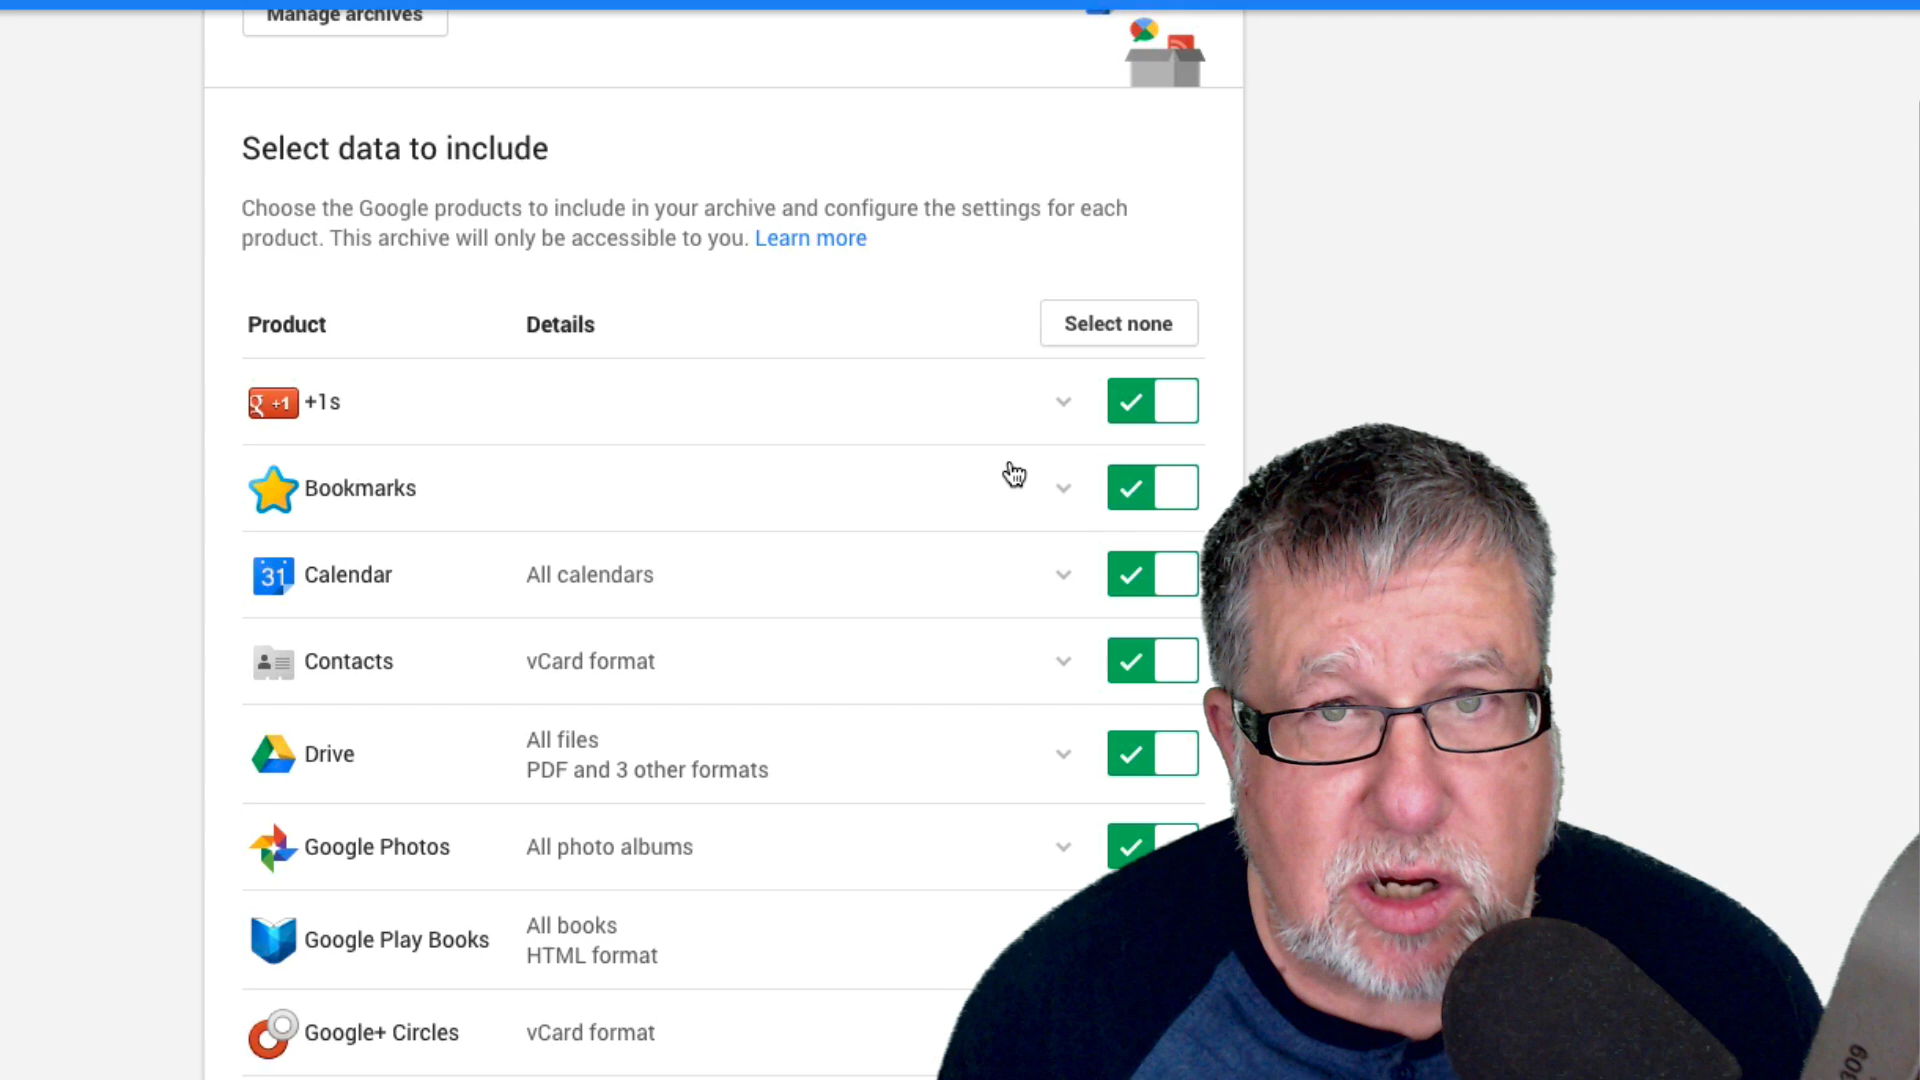 Manage archives
Select data to include
Choose the Google products to include in your archive and configure the settings for each
product. This archive will only be accessible to you. Learn more
Product Details Select none
g +1 +1s
Bookmarks
31 Calendar All calendars
Contacts vCard format
Drive All files
PDF and 3 other formats
Google Photos All photo albums
Google Play Books All books
HTML format
Google+ Circles vCard format
309